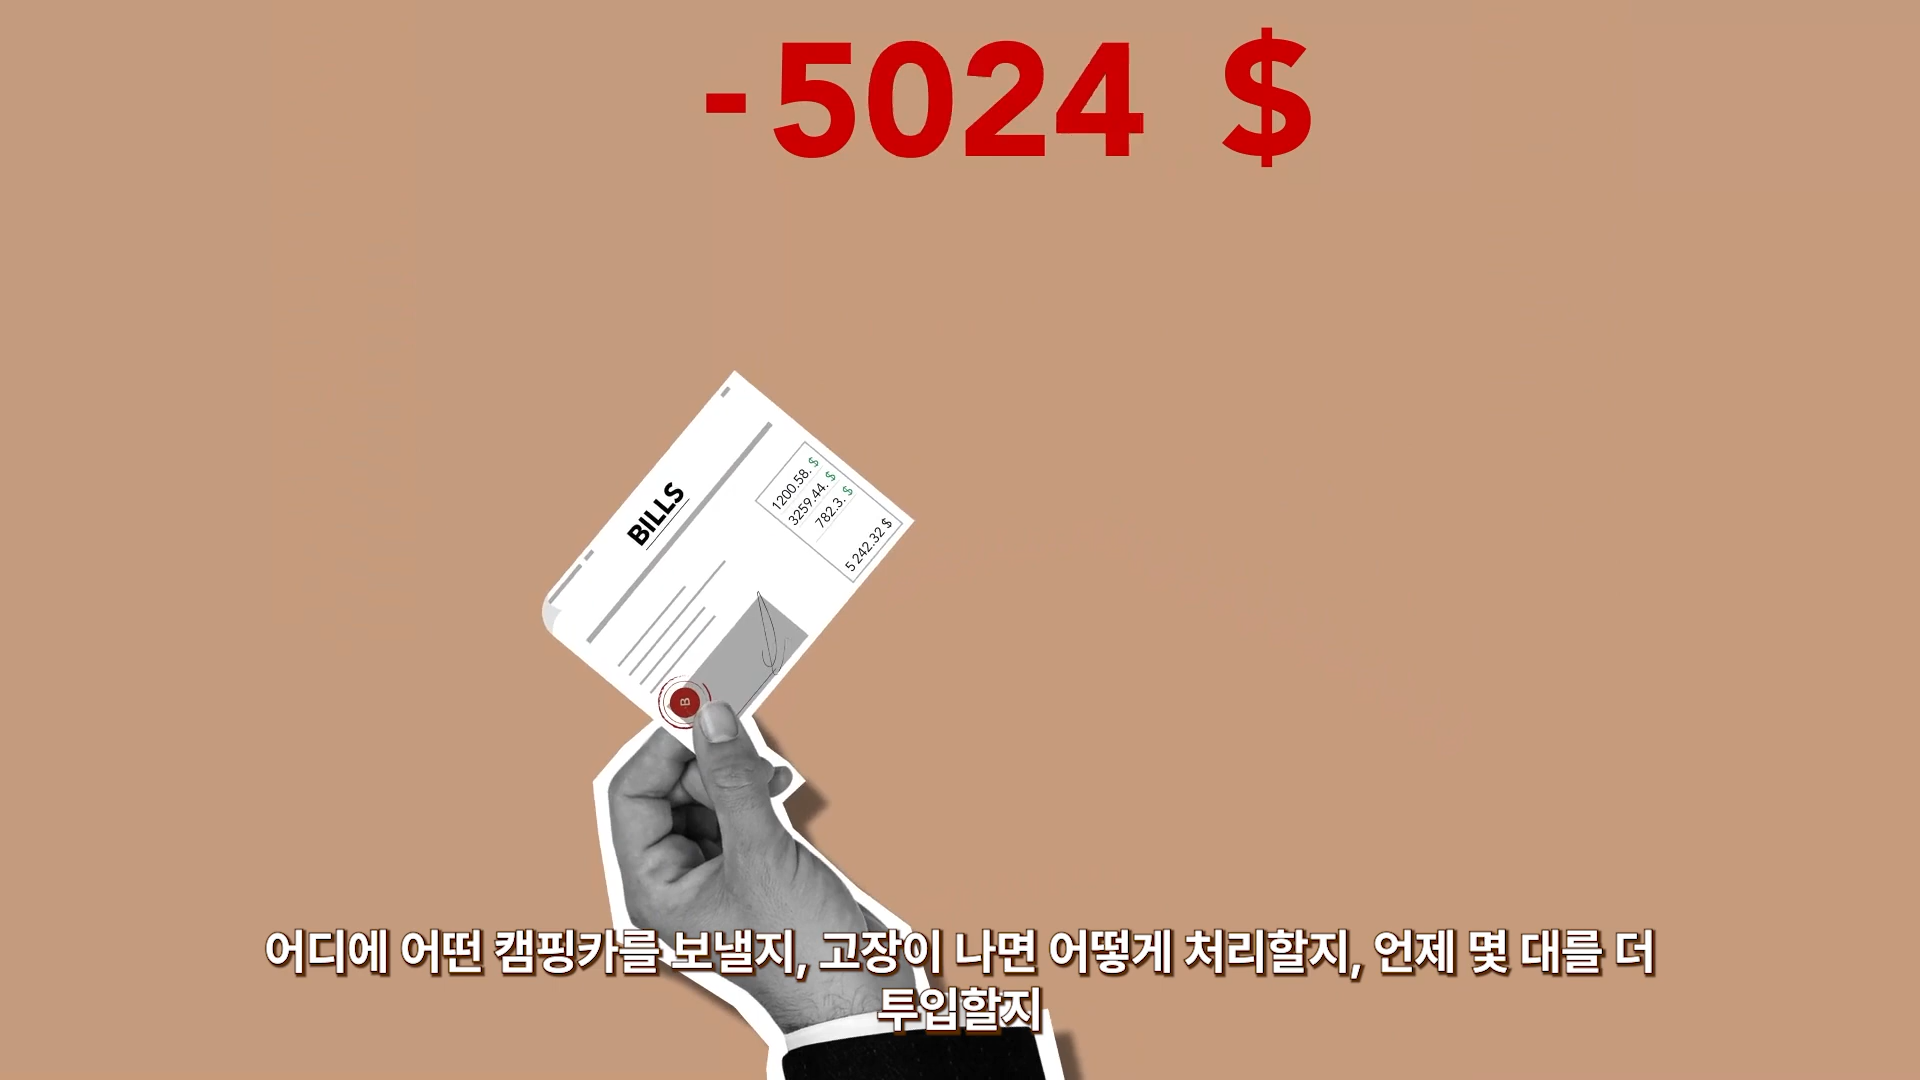 -5024 $
BILLS
1200.58. $
3259.44. $
782.3. $
5 242.32 $
B
어디에 어떤 캠핑카를 보낼지, 고장이 나면 어떻게 처리할지, 언제 몇 대를 더
투입할지